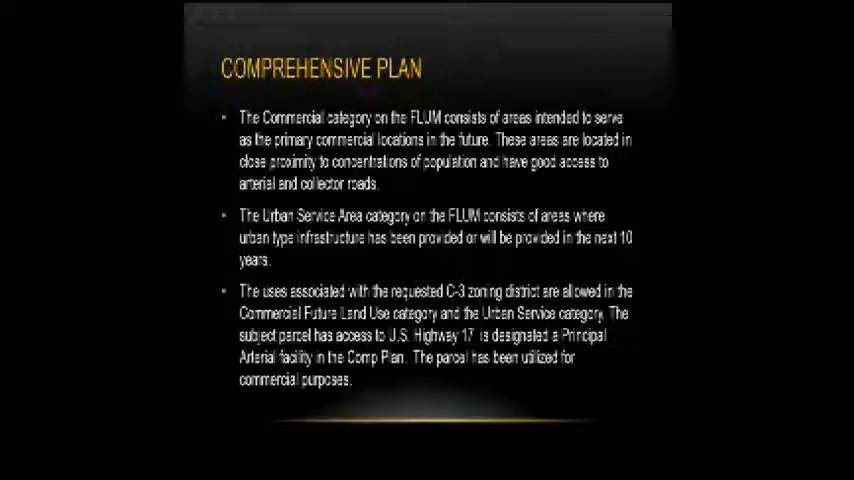 COMPREHENSIVE PLAN
• The Commercial category on the FLUM consists of areas intended to serve
as the primary commercial locations in the future. These areas are located in
close proximity to concentrations of population and have good access to
arterial and collector roads.
• The Urban Service Area category on the FLUM consists of areas where
urban type infrastructure has been provided or will be provided in the next 10
years.
• The uses associated with the requested C-3 zoning district are allowed in the
Commercial Future Land Use category and the Urban Service category. The
subject parcel has access to U.S. Highway 17 is designated a Principal
Arterial facility in the Comp Plan. The parcel has been utilized for
commercial purposes.